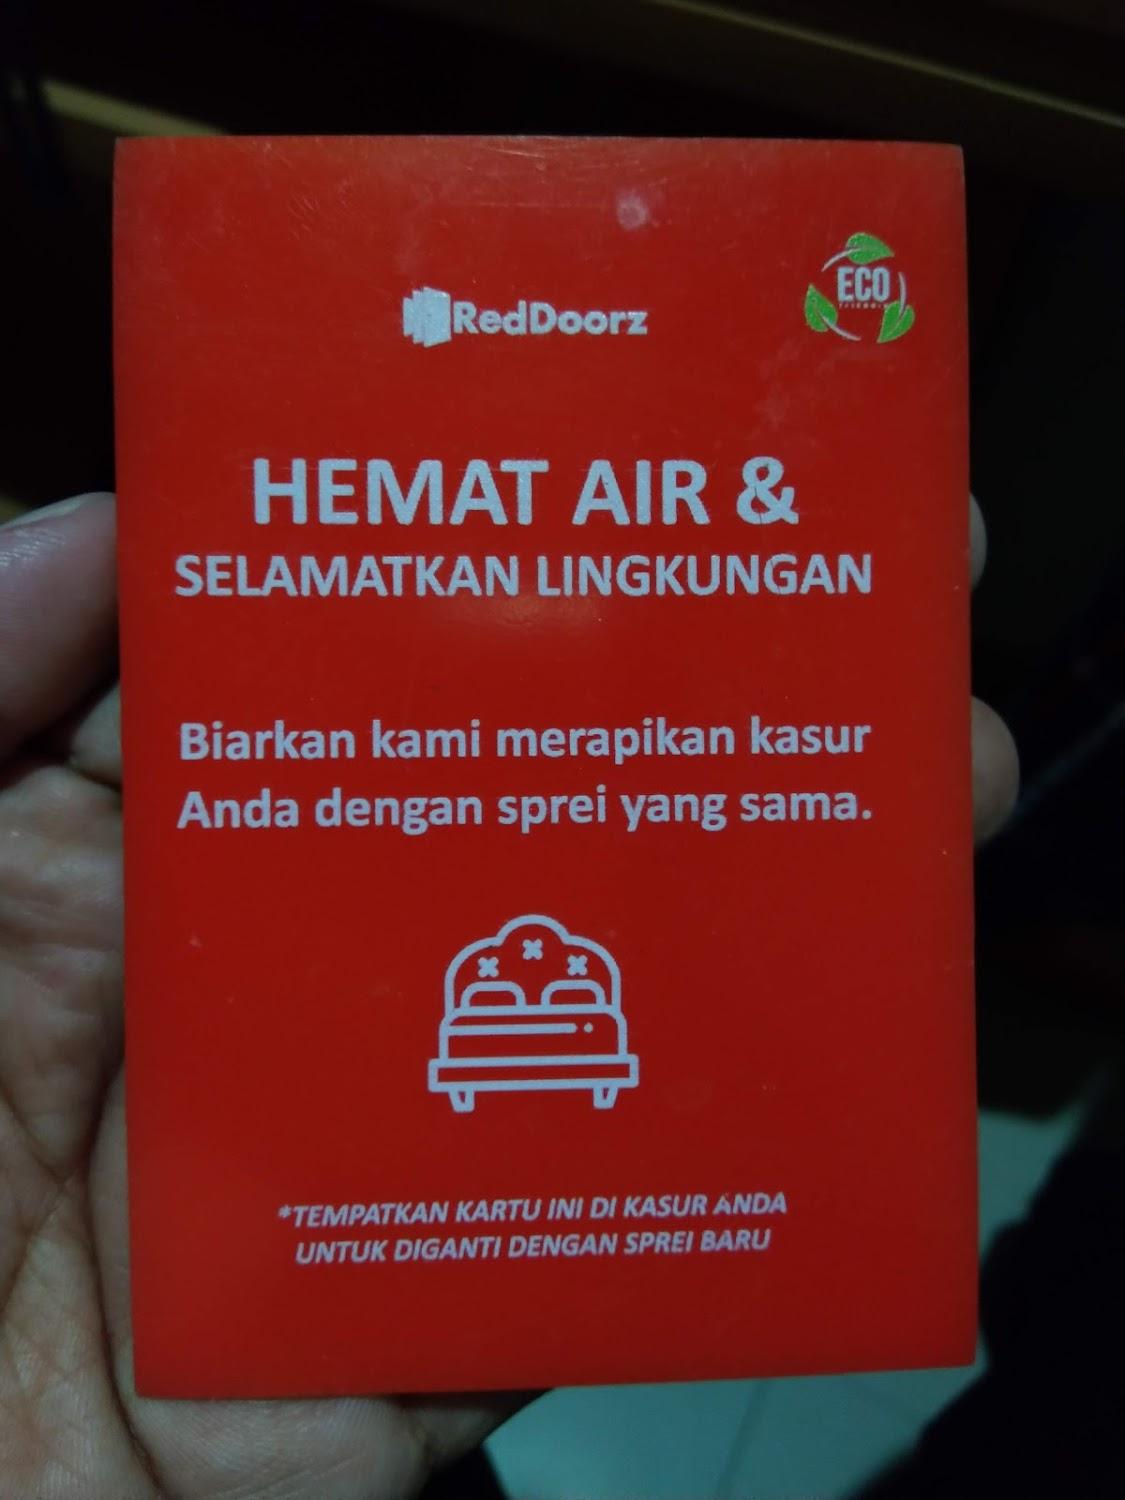 RedDoorz
ECO
HEMAT AIR &
SELAMATKAN LINGKUNGAN
Biarkan kami merapikan kasur
Anda dengan sprei yang sama.
*TEMPATKAN KARTU INI DI KASUR ANDA
UNTUK DIGANTI DENGAN SPREI BARU